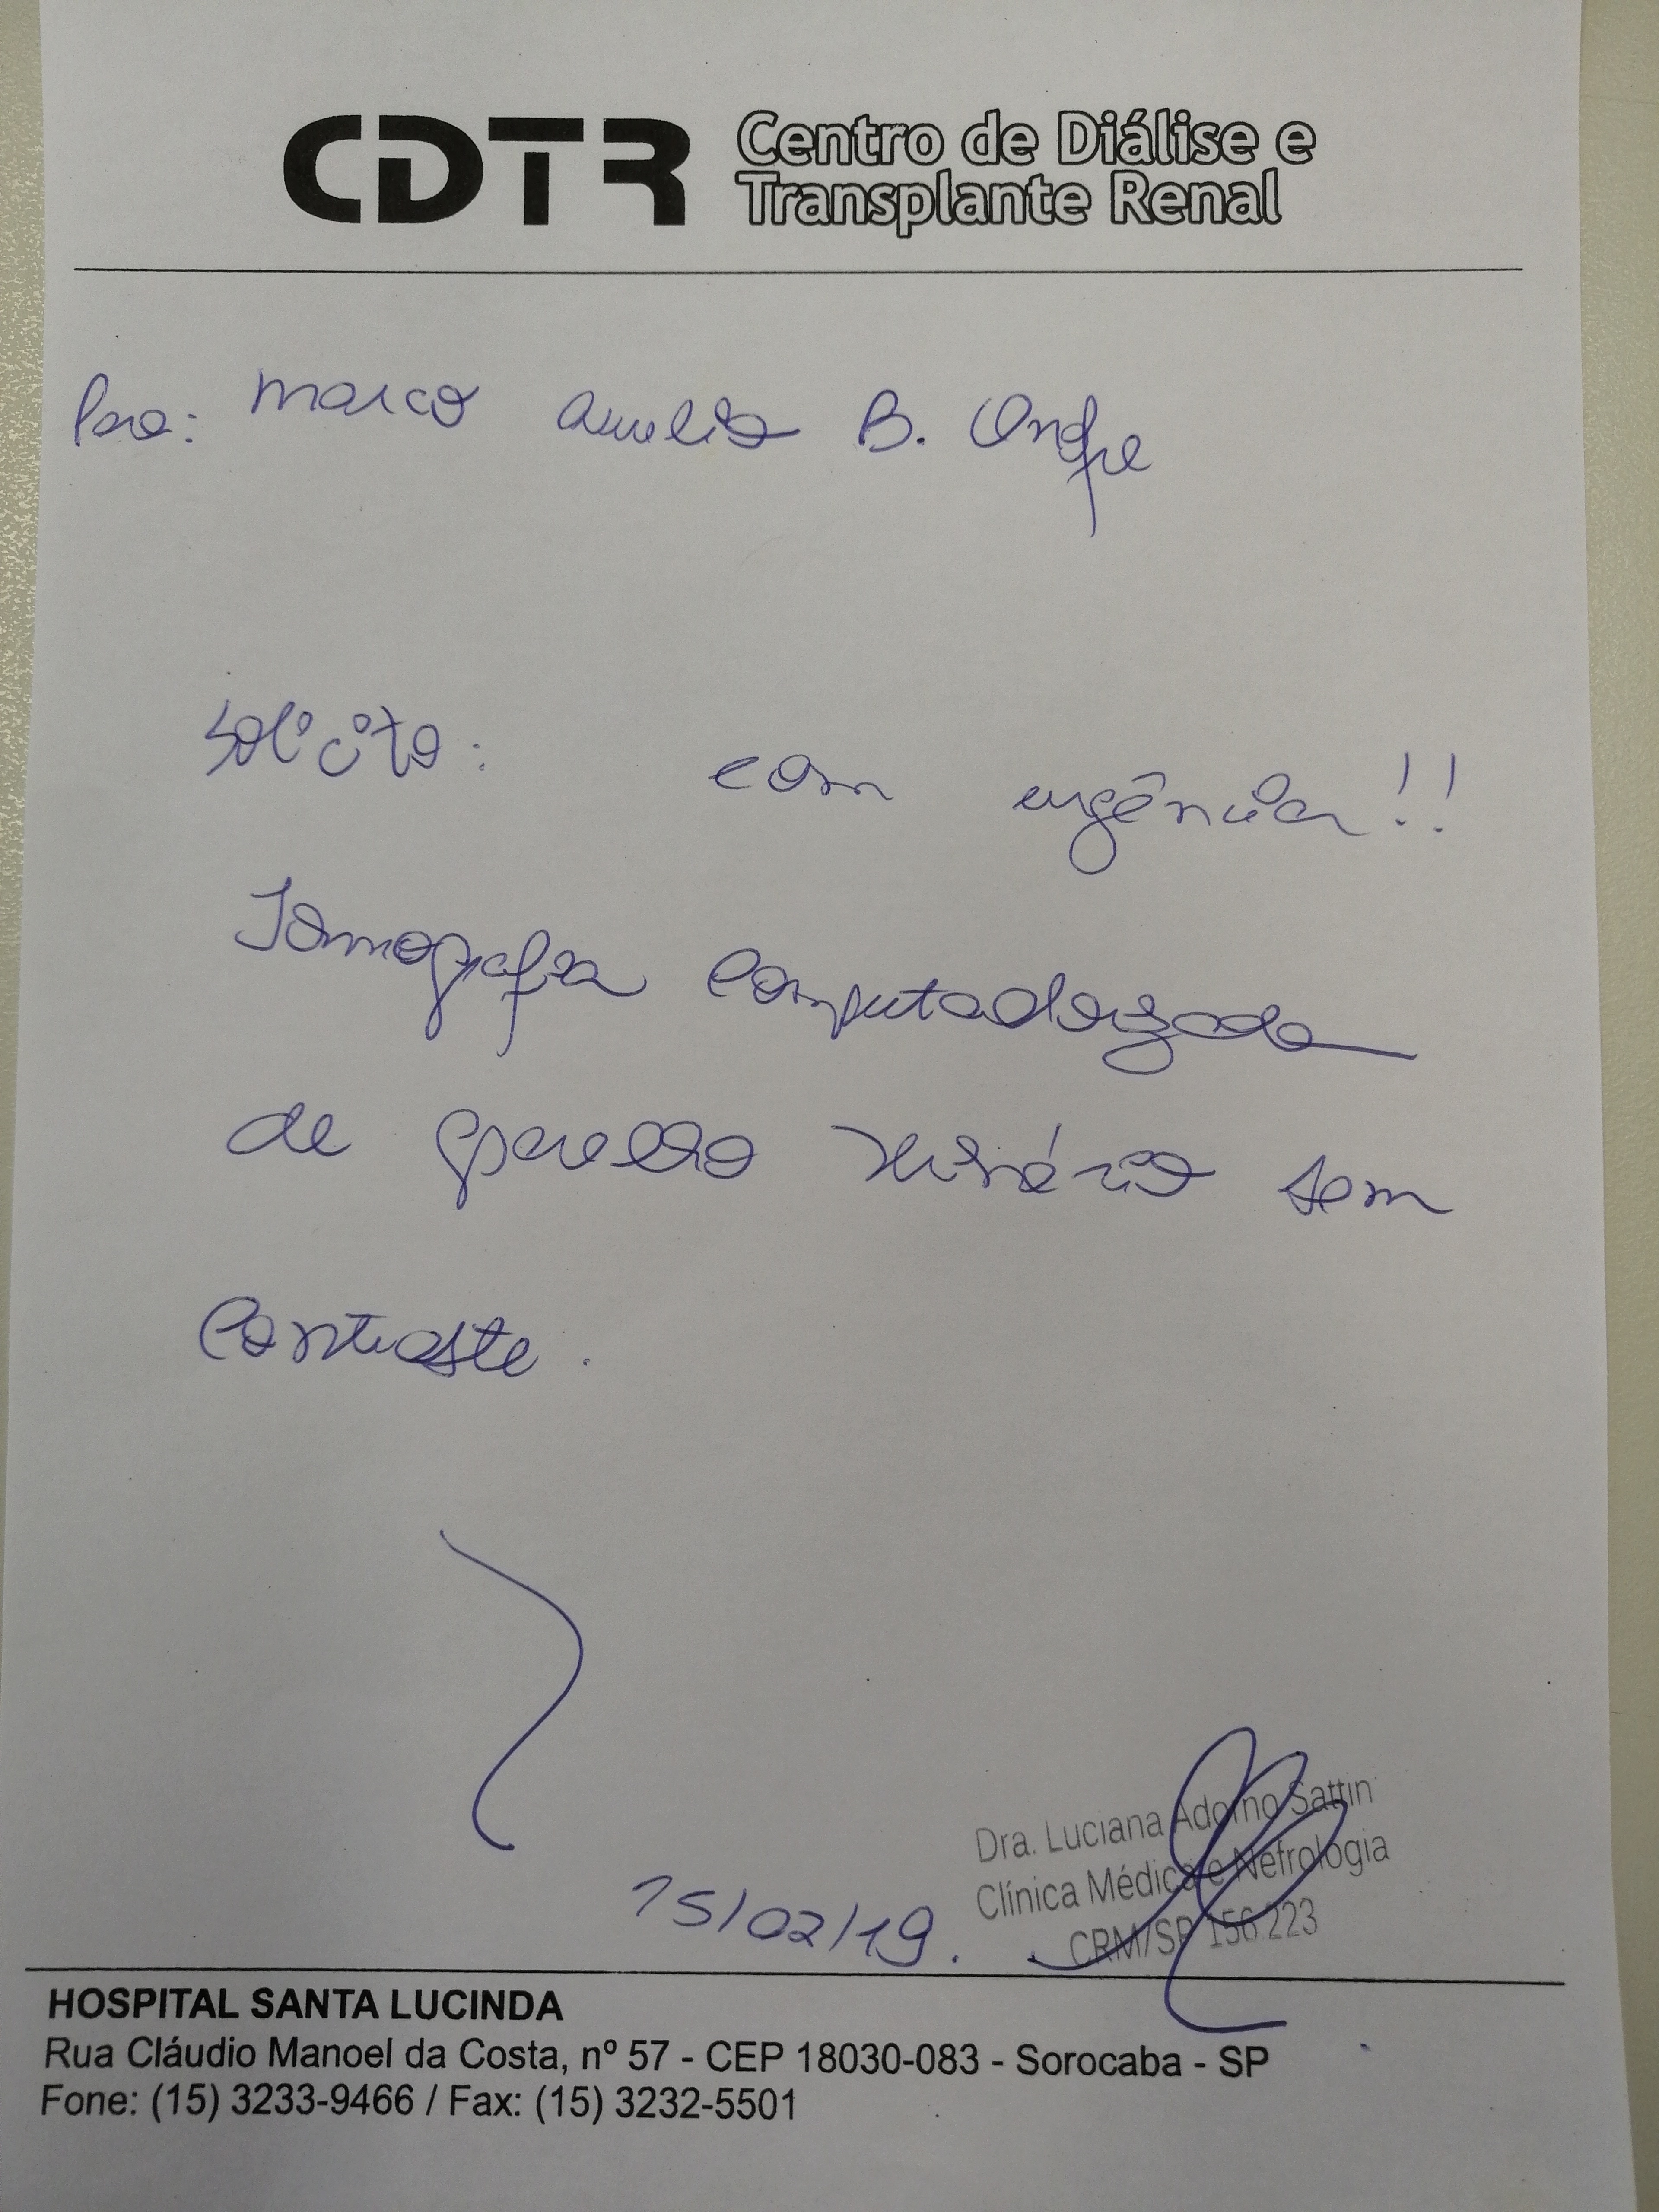 CDTR Centro de Diálise e
Transplante Renal
Para: Marco Aurelio B.
Solicito: com urgência!!
Tomografia Computadorizada
de aparelho urinário sem
contraste.
15/02/19.
Dra. Luciana Adorno Sattin
Clínica Médica e Nefrologia
CRM/SP 156.223
HOSPITAL SANTA LUCINDA
Rua Cláudio Manoel da Costa, nº 57 - CEP 18030-083 - Sorocaba - SP
Fone: (15) 3233-9466 / Fax: (15) 3232-5501